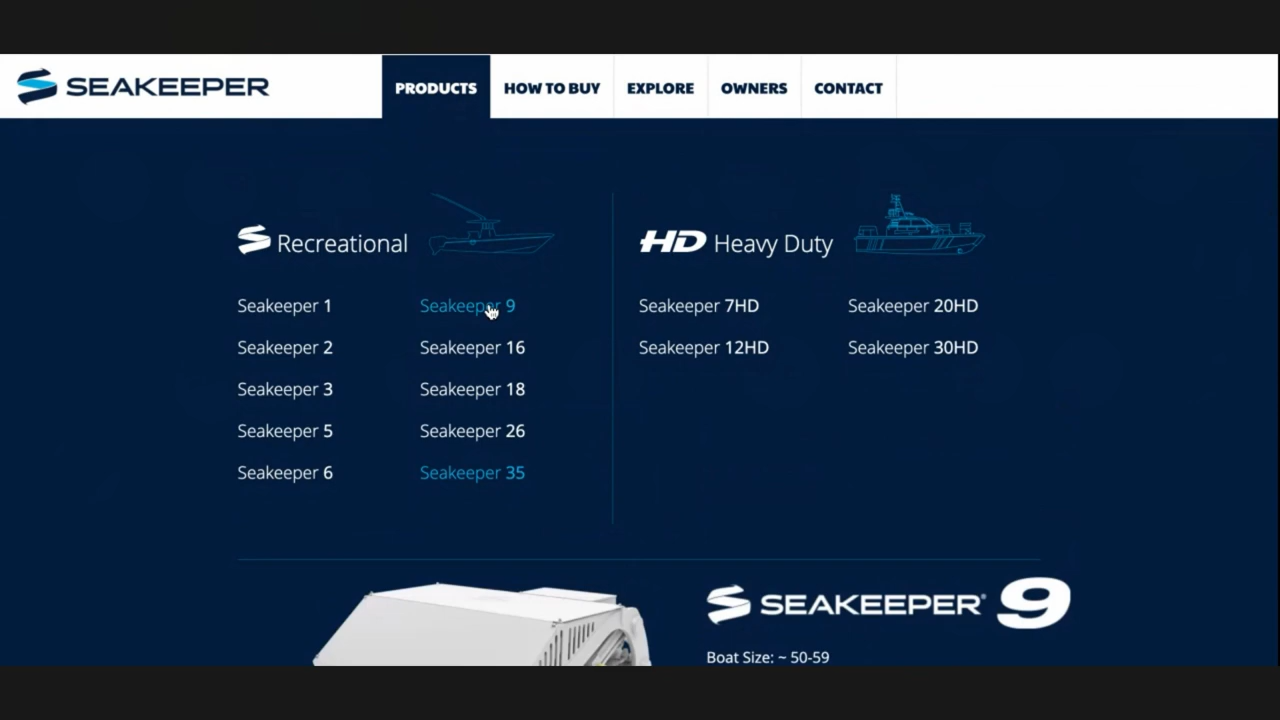 SEAKEEPER
PRODUCTS
HOW TO BUY
EXPLORE
OWNERS
CONTACT
Recreational
Seakeeper 1
Seakeeper 2
Seakeeper 3
Seakeeper 5
Seakeeper 6
Seakeeper 9
Seakeeper 16
Seakeeper 18
Seakeeper 26
Seakeeper 35
HD Heavy Duty
Seakeeper 7HD
Seakeeper 12HD
Seakeeper 20HD
Seakeeper 30HD
SEAKEEPER® 9
Boat Size: ~ 50-59